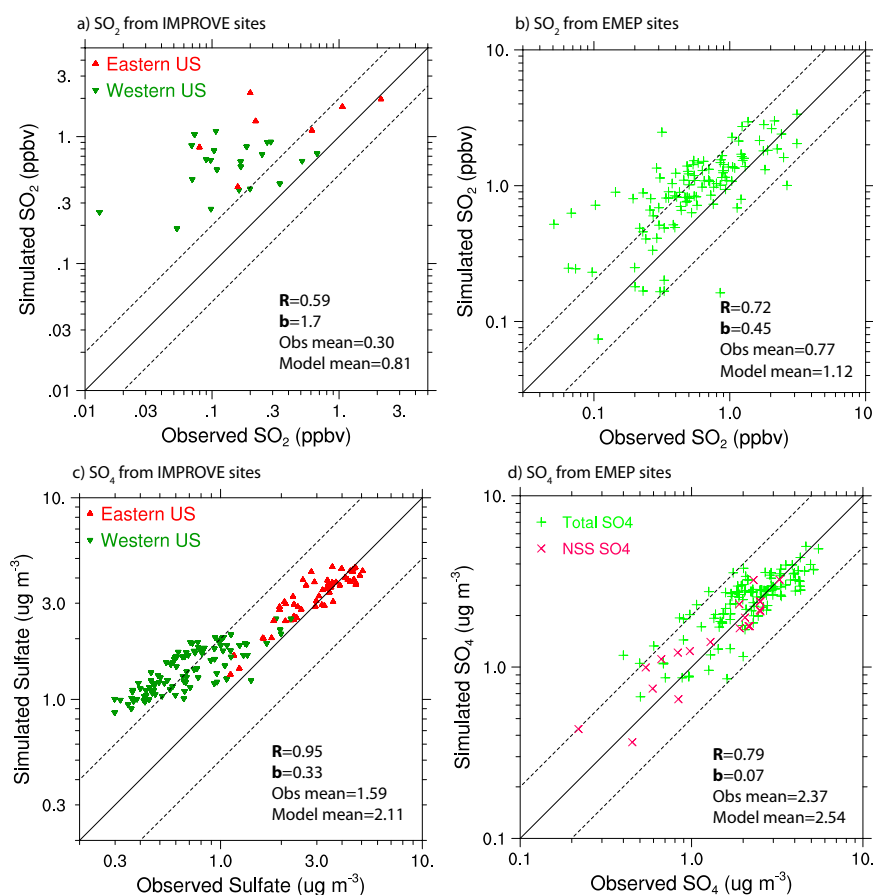 a) SO₂ from IMPROVE sites
Simulated SO₂ (ppbv)
3.
1.0
.3
.1
.03
.01
Eastern US
Western US
R=0.59
b=1.7
Obs mean=0.30
Model mean=0.81
.01 .03 .1 .3 1.0 3.
Observed SO₂ (ppbv)
b) SO₂ from EMEP sites
Simulated SO₂ (ppbv)
10.
1.0
0.1
R=0.72
b=0.45
Obs mean=0.77
Model mean=1.12
0.1 1.0 10.
Observed SO₂ (ppbv)
c) SO₄ from IMPROVE sites
Simulated Sulfate (ug m⁻³)
10.
3.0
1.0
0.3
Eastern US
Western US
R=0.95
b=0.33
Obs mean=1.59
Model mean=2.11
0.3 1.0 3.0 10.
Observed Sulfate (ug m⁻³)
d) SO₄ from EMEP sites
Simulated SO₄ (ug m⁻³)
10.
1.0
0.1
Total SO4
NSS SO4
R=0.79
b=0.07
Obs mean=2.37
Model mean=2.54
0.1 1.0 10.
Observed SO₄ (ug m⁻³)